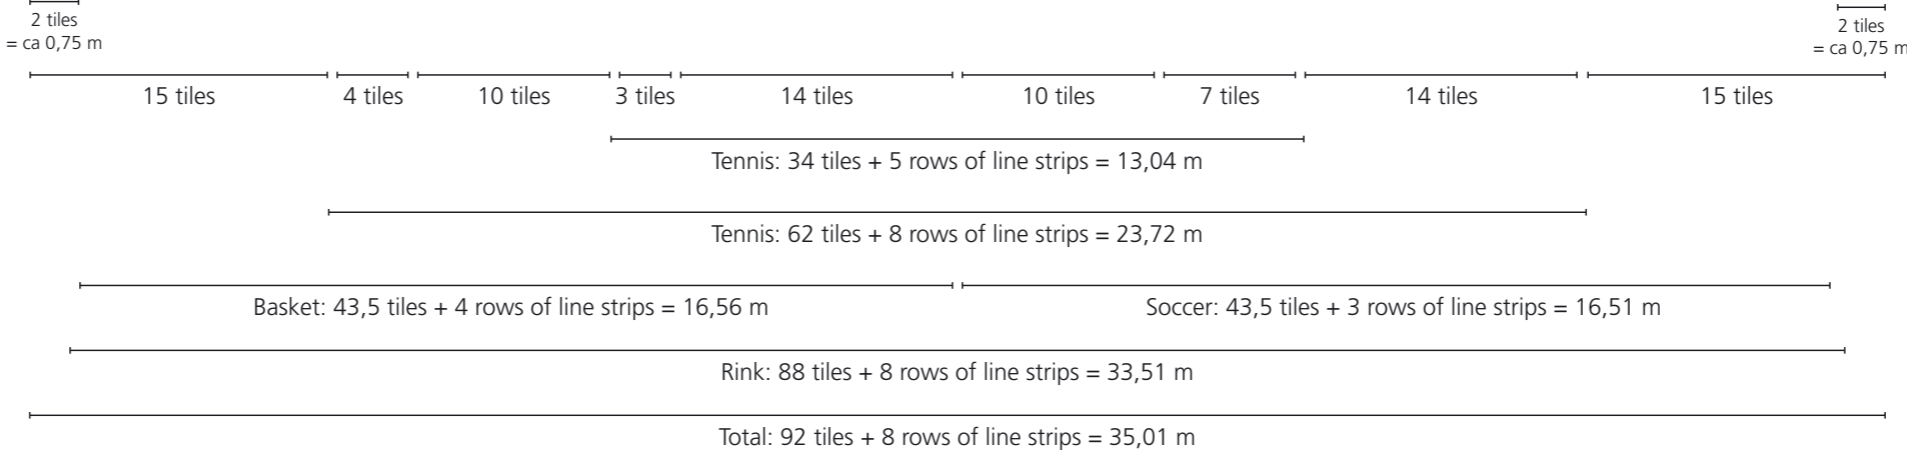 2 tiles
= ca 0,75 m
2 tiles
= ca 0,75 m
15 tiles 4 tiles 10 tiles 3 tiles 14 tiles 10 tiles 7 tiles 14 tiles 15 tiles
Tennis: 34 tiles + 5 rows of line strips = 13,04 m
Tennis: 62 tiles + 8 rows of line strips = 23,72 m
Basket: 43,5 tiles + 4 rows of line strips = 16,56 m
Soccer: 43,5 tiles + 3 rows of line strips = 16,51 m
Rink: 88 tiles + 8 rows of line strips = 33,51 m
Total: 92 tiles + 8 rows of line strips = 35,01 m